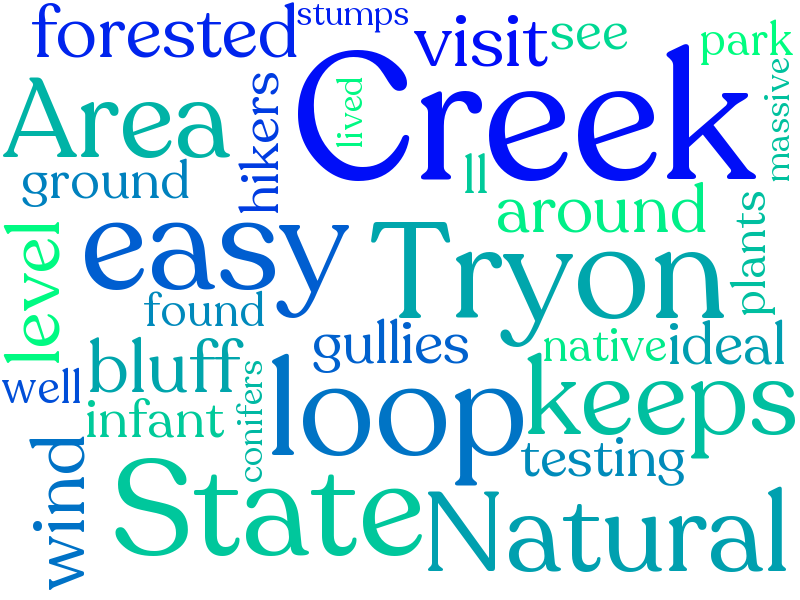 forested
stumps
visit
see
park
Area
hikers
lived
Creek
massive
ground
ll
around
plants
level
easy
Tryon
found
gullies
native
ideal
well
bluff
conifers
loop
keeps
infant
testing
wind
State
Natural